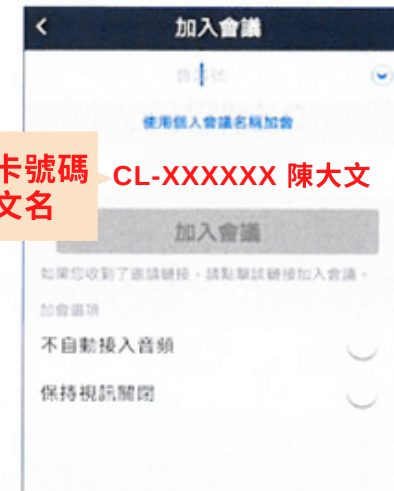 加入會議
會議號
使用個人會議名稱加會
卡號碼
文名
CL-XXXXXX 陳大文
加入會議
如果您收到了邀請鏈接，請點擊該鏈接加入會議。
加會選項
不自動接入音頻
保持視訊關閉